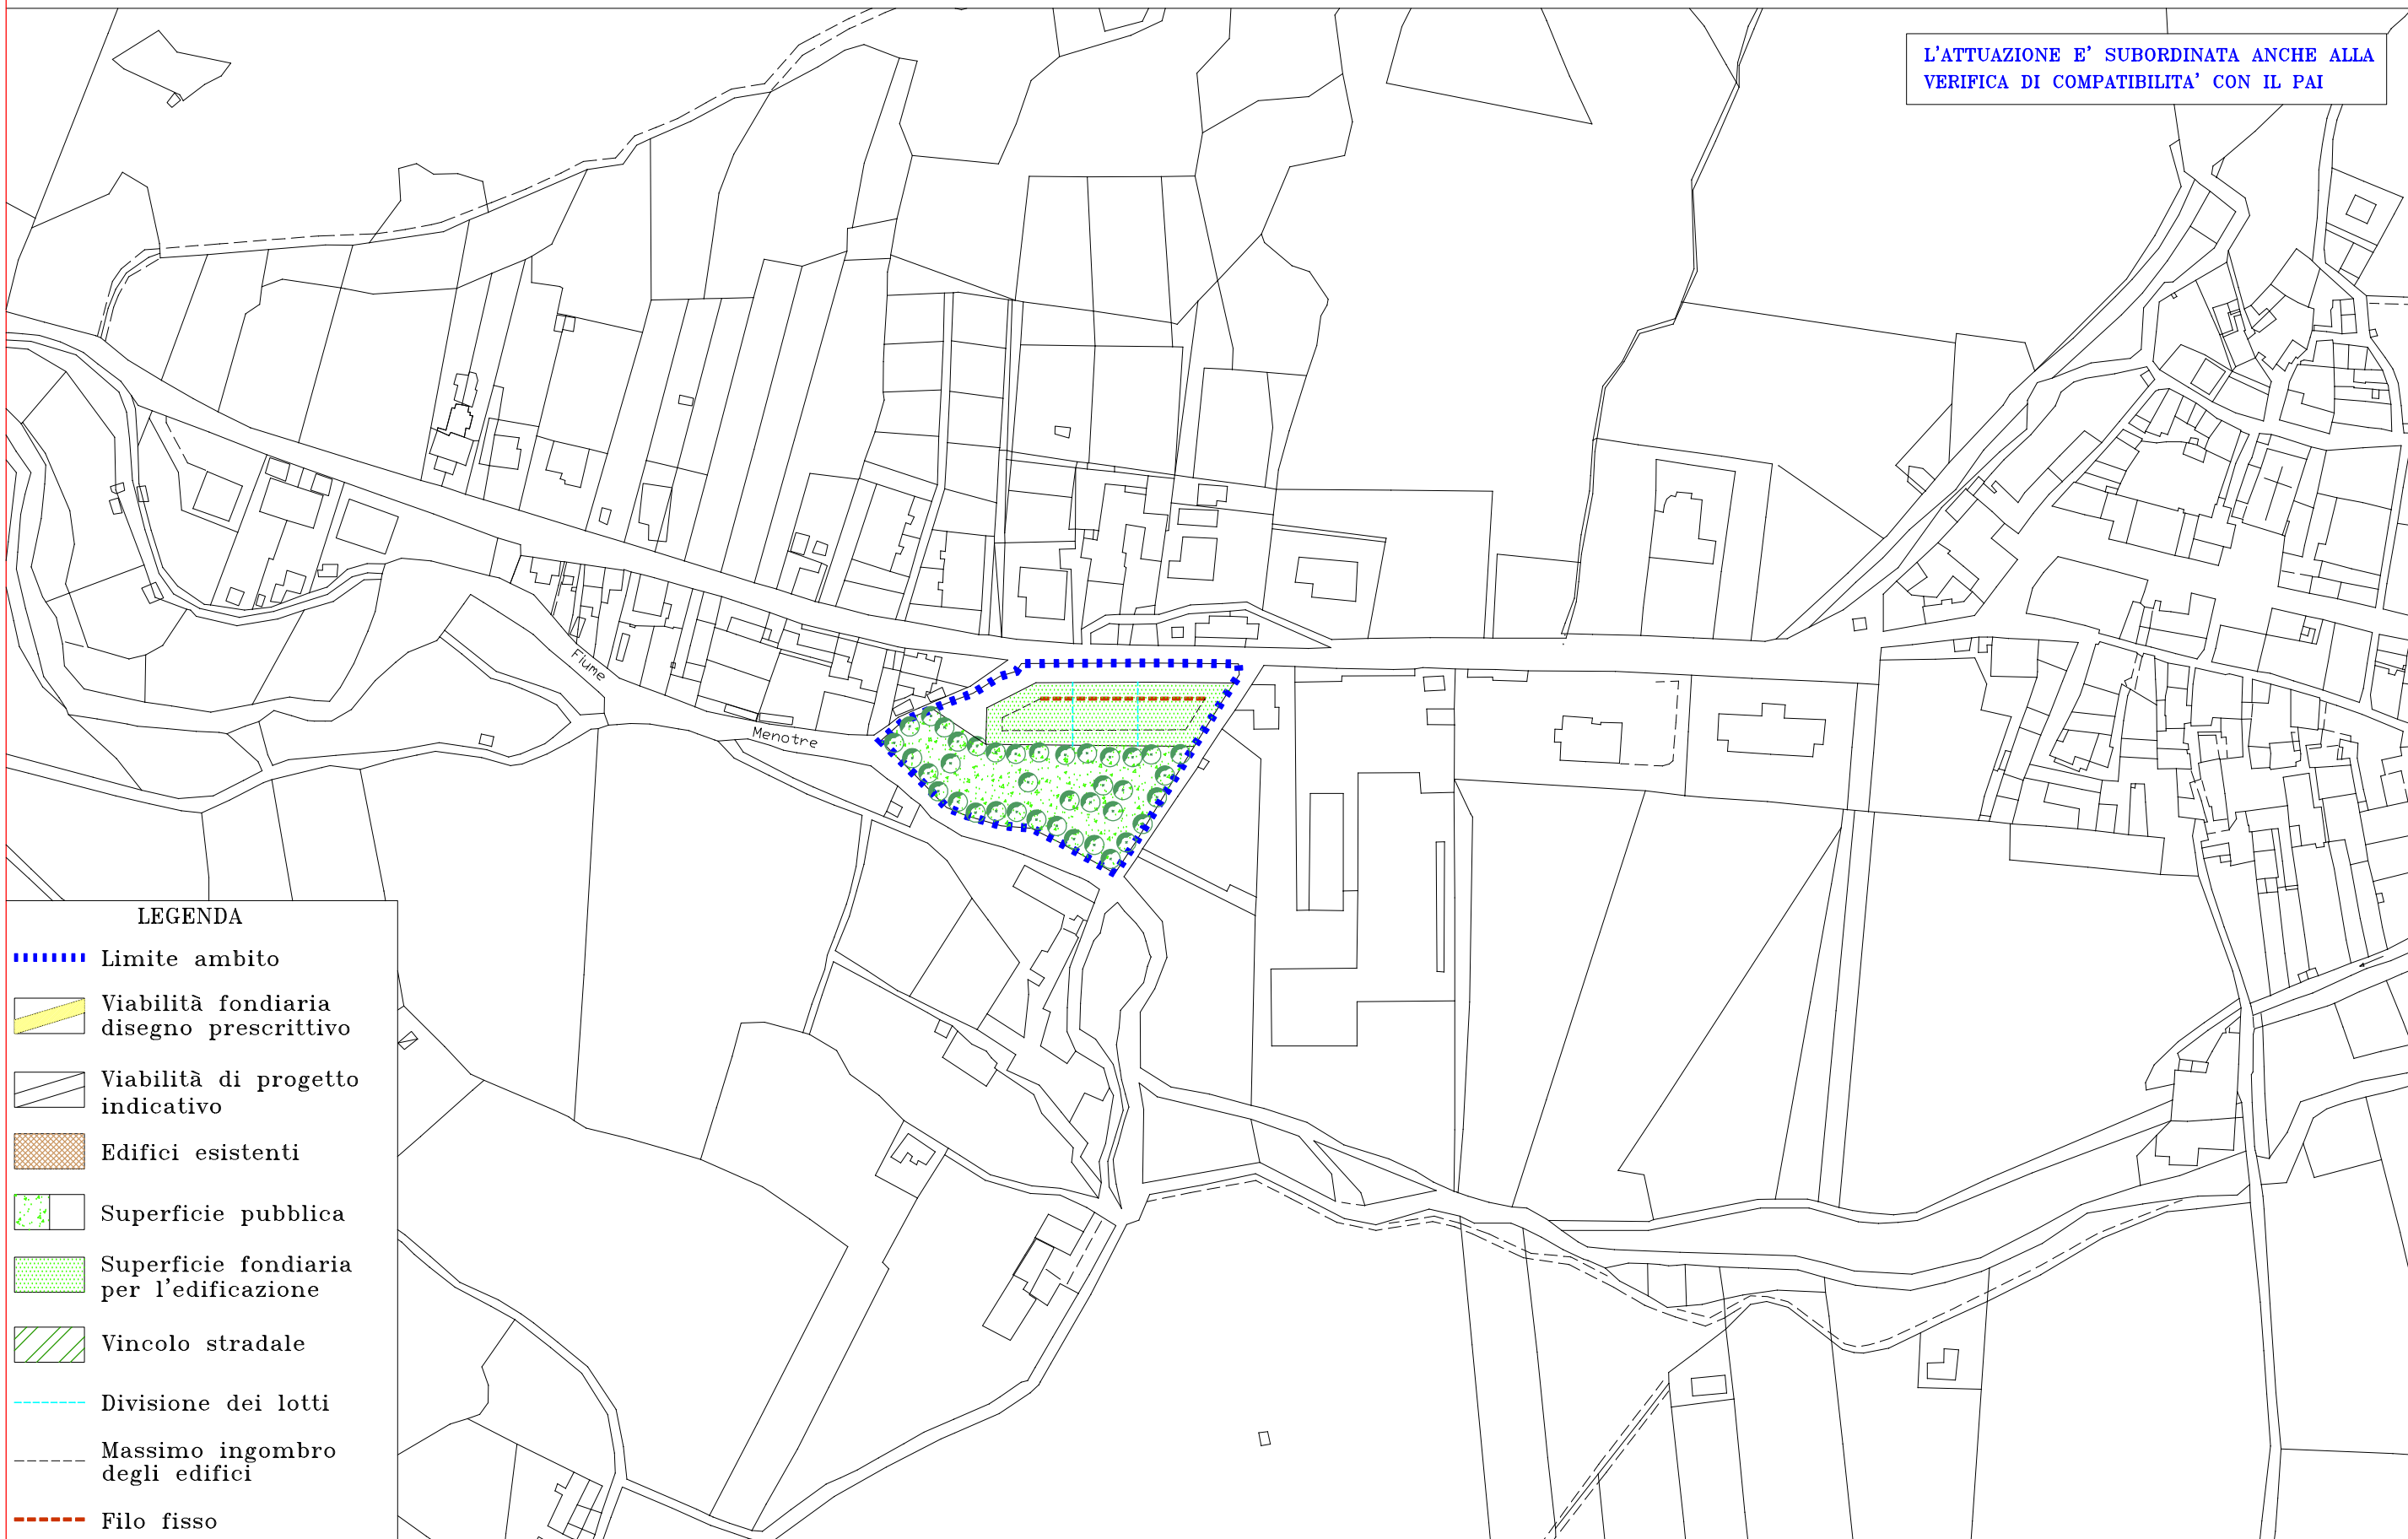 L'ATTUAZIONE E' SUBORDINATA ANCHE ALLA
VERIFICA DI COMPATIBILITA' CON IL PAI
Fiume
Menotre
LEGENDA
Limite ambito
Viabilità fondiaria
disegno prescrittivo
Viabilità di progetto
indicativo
Edifici esistenti
Superficie pubblica
Superficie fondiaria
per l'edificazione
Vincolo stradale
Divisione dei lotti
Massimo ingombro
degli edifici
Filo fisso